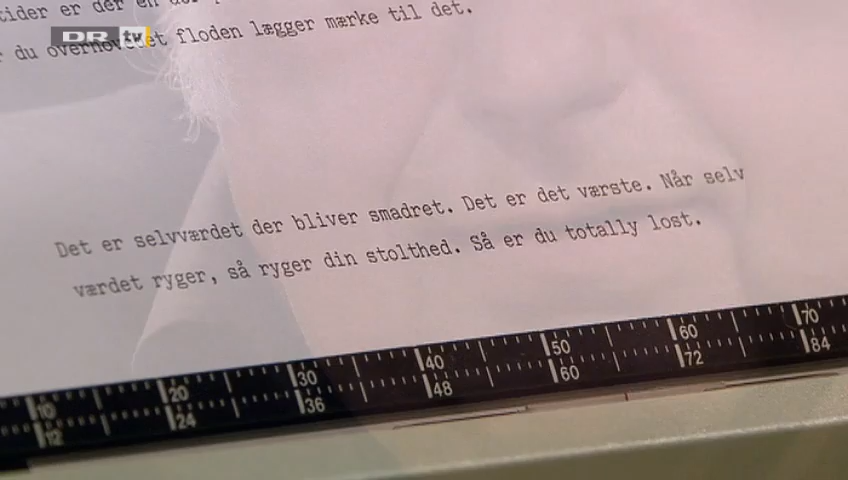 tider er der en
DR tv
du overhovedet floden lægger mærke til det.
Det er selvværdet der bliver smadret. Det er det værste. Når selv
værdet ryger, så ryger din stolthed. Så er du totally lost.
10 20 30 40 50 60 70
12 24 36 48 60 72 84